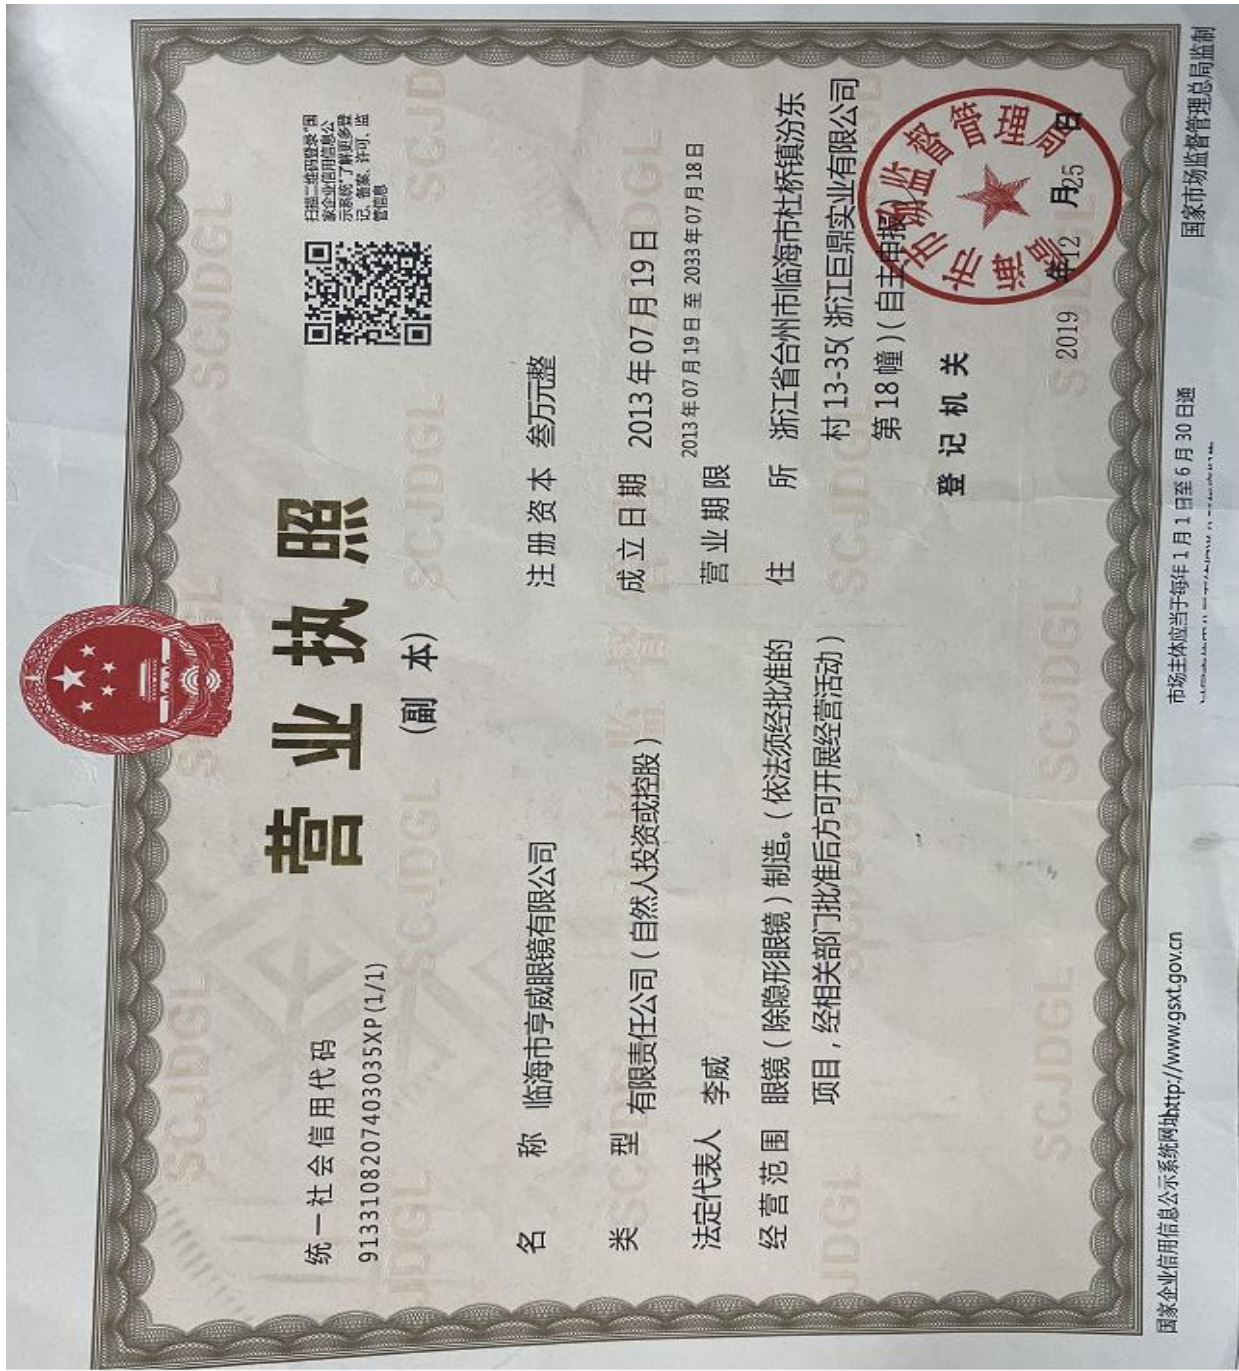 营业执照
(副 本)
统一社会信用代码
9133108207403035XP (1/1)
扫描二维码登录“国
家企业信用信息公
示系统”了解更多登
记、备案、许可、监
管信息
名 称 临海市亨威眼镜有限公司
类 型 有限责任公司（自然人投资或控股）
法定代表人 李威
经营范围 眼镜（除隐形眼镜）制造。（依法须经批准的
项目，经相关部门批准后方可开展经营活动）
注册资本 叁万元整
成立日期 2013年07月19日
营业期限 2013年07月19日至2033年07月18日
住 所 浙江省台州市临海市杜桥镇汾东
村13-35(浙江巨鼎实业有限公司
第18幢)(自主申报)
登记机关
临海市市场监督管理局
2019年12月25日
国家企业信用信息公示系统网址http://www.gsxt.gov.cn
市场主体应当于每年1月1日至6月30日通
国家市场监督管理总局监制
SCJDGL